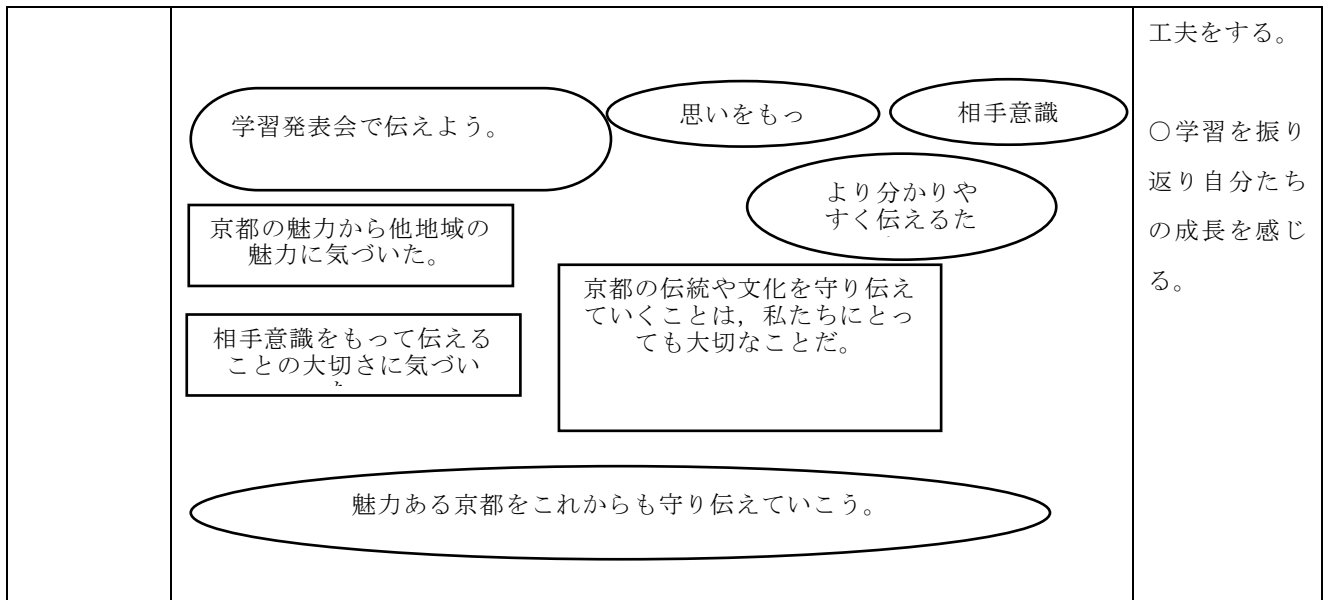 学習発表会で伝えよう。
思いをもっ
相手意識
より分かりや
すく伝えるた
京都の魅力から他地域の
魅力に気づいた。
京都の伝統や文化を守り伝え
ていくことは，私たちにとっ
ても大切なことだ。
相手意識をもって伝える
ことの大切さに気づい
魅力ある京都をこれからも守り伝えていこう。
工夫をする。
○学習を振り
返り自分たち
の成長を感じ
る。